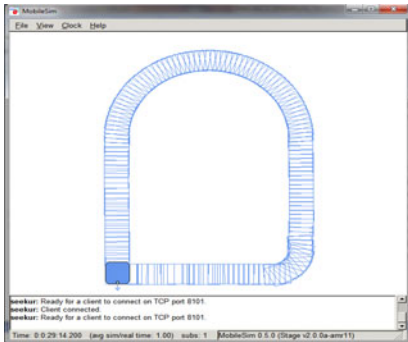 MobileSim
File View Clock Help
seekur: Ready for a client to connect on TCP port 8101.
seekur: Client connected.
seekur: Ready for a client to connect on TCP port 8101.
Time: 0:0:29:14.200 (avg sim/real time: 1.00) subs: 1 MobileSim 0.5.0 (Stage v2.0.0a-amr11)